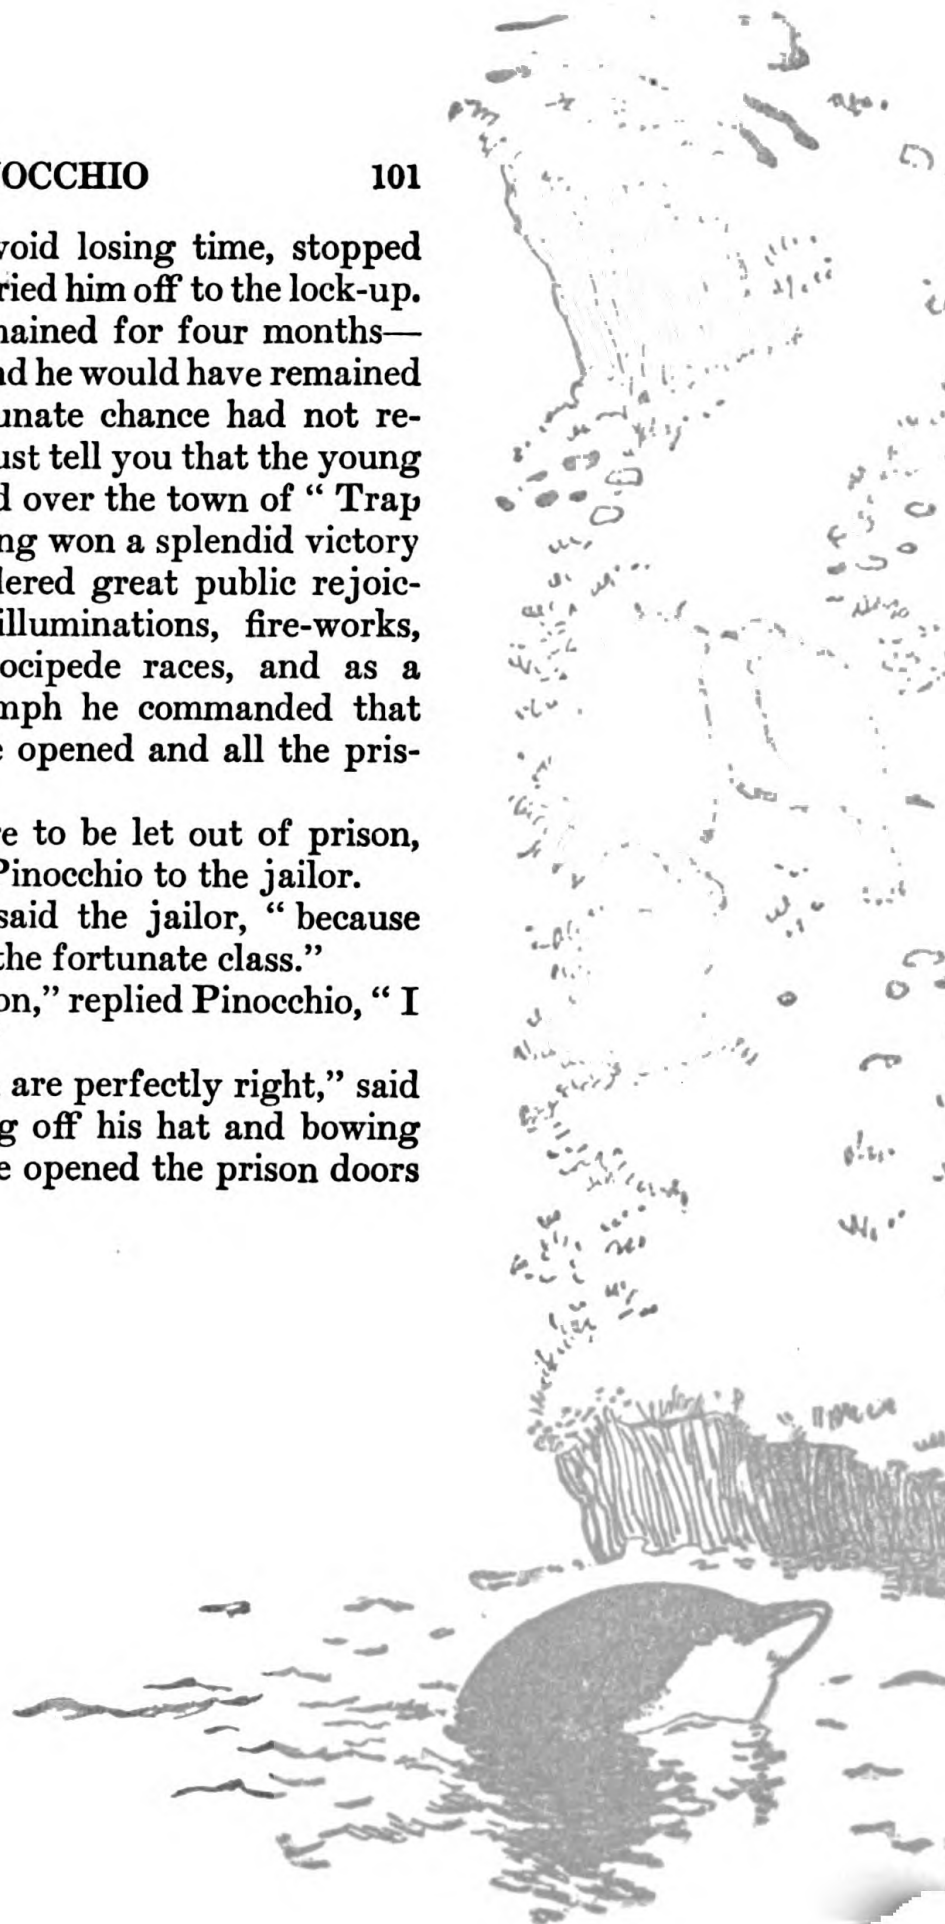 OCCHIO 101
void losing time, stopped
ried him off to the lock-up.
nained for four months—
nd he would have remained
unate chance had not re-
ust tell you that the young
d over the town of “ Trap
ng won a splendid victory
lered great public rejoic-
illuminations, fire-works,
ocipede races, and as a
mph he commanded that
e opened and all the pris-
re to be let out of prison,
Pinocchio to the jailor.
said the jailor, “ because
the fortunate class.”
on,” replied Pinocchio, “ I
are perfectly right,” said
g off his hat and bowing
e opened the prison doors